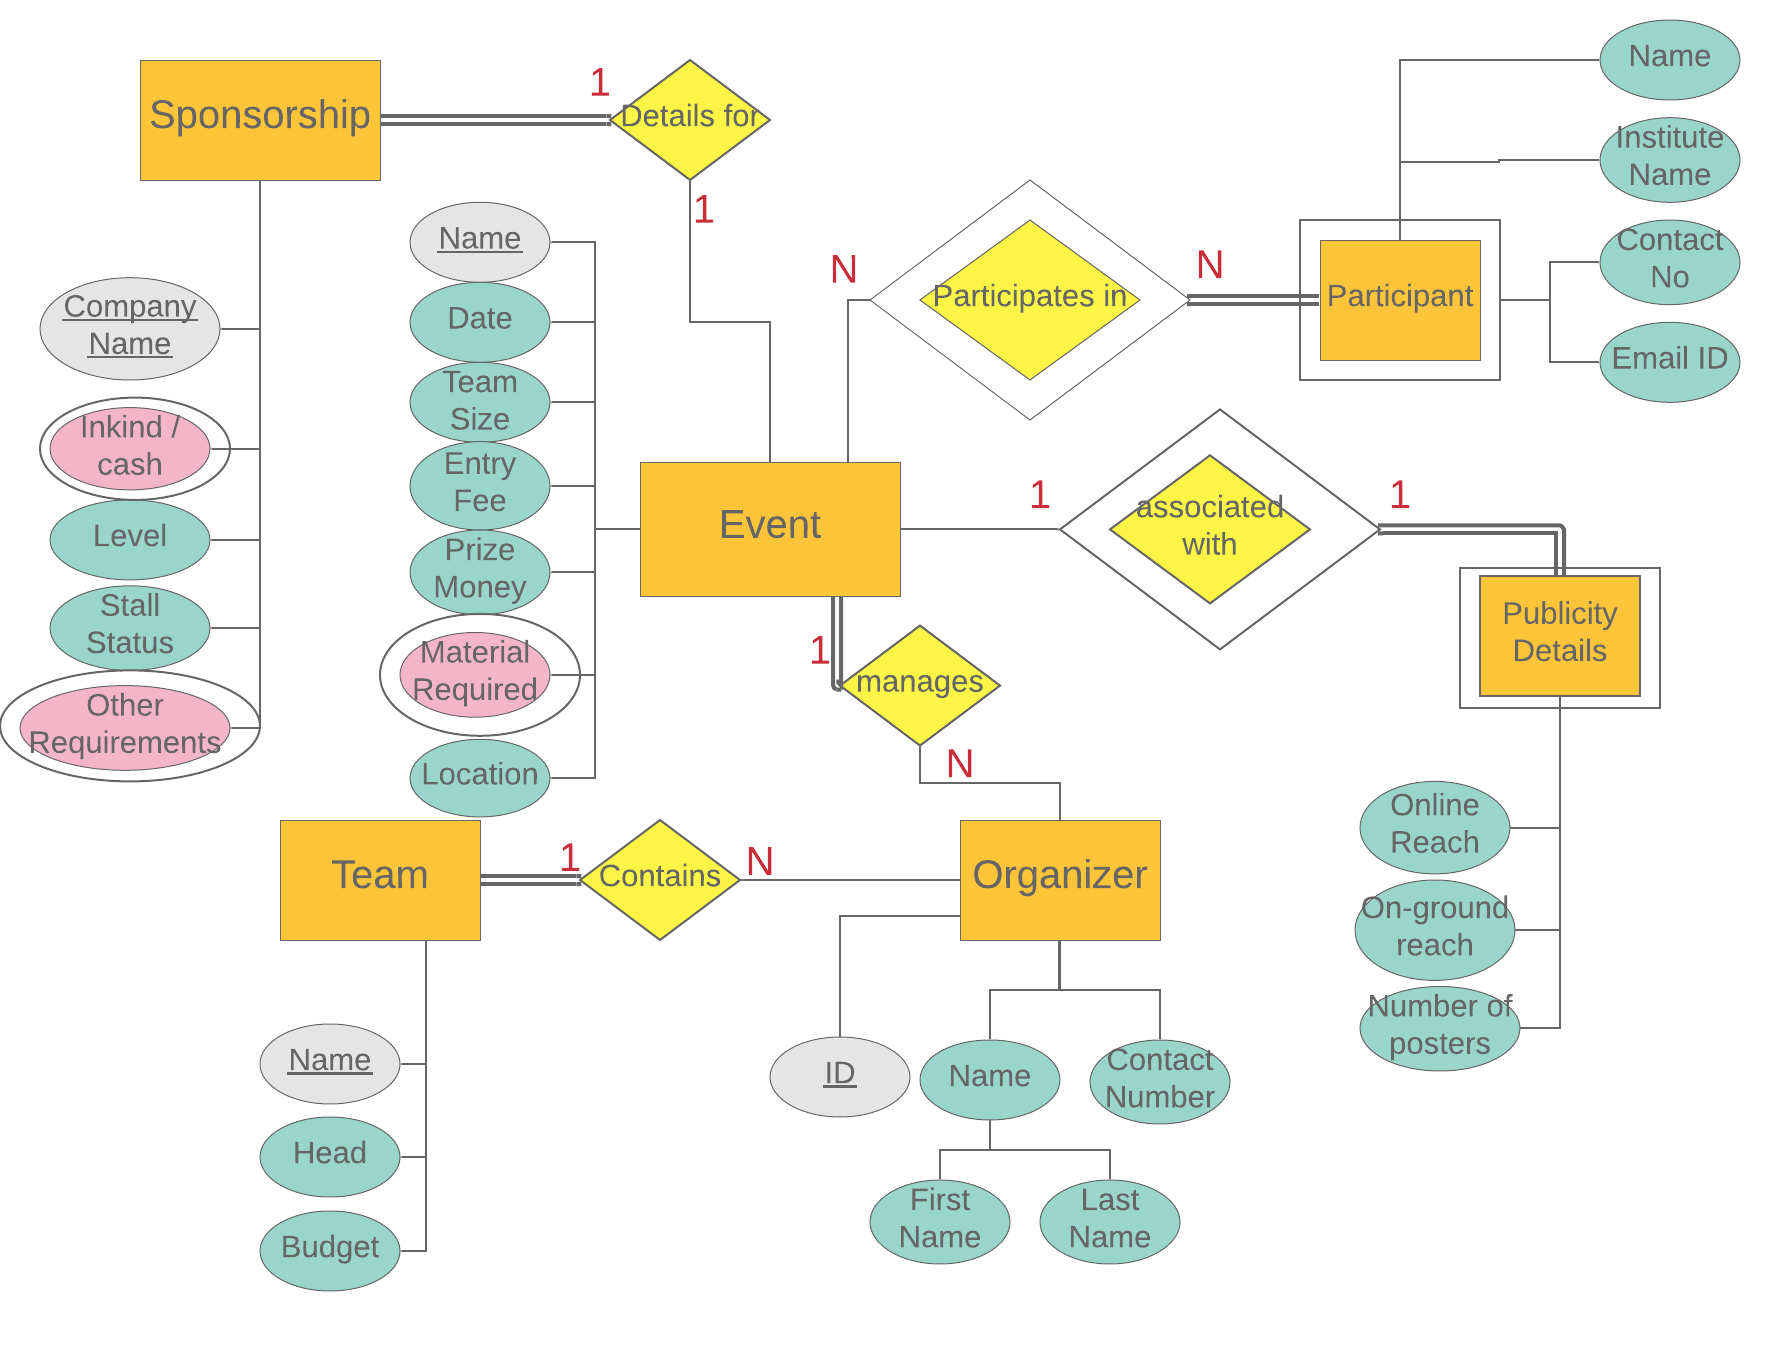 Sponsorship
1
Details for
1
Company
Name
Inkind /
cash
Level
Stall
Status
Other
Requirements
Name
Date
Team
Size
Entry
Fee
Prize
Money
Material
Required
Location
Event
N
Participates in
N
Participant
Name
Institute
Name
Contact
No
Email ID
1
associated
with
1
Publicity
Details
Online
Reach
On-ground
reach
Number of
posters
1
manages
N
Team
1
Contains
N
Organizer
Name
Head
Budget
ID
Name
Contact
Number
First
Name
Last
Name